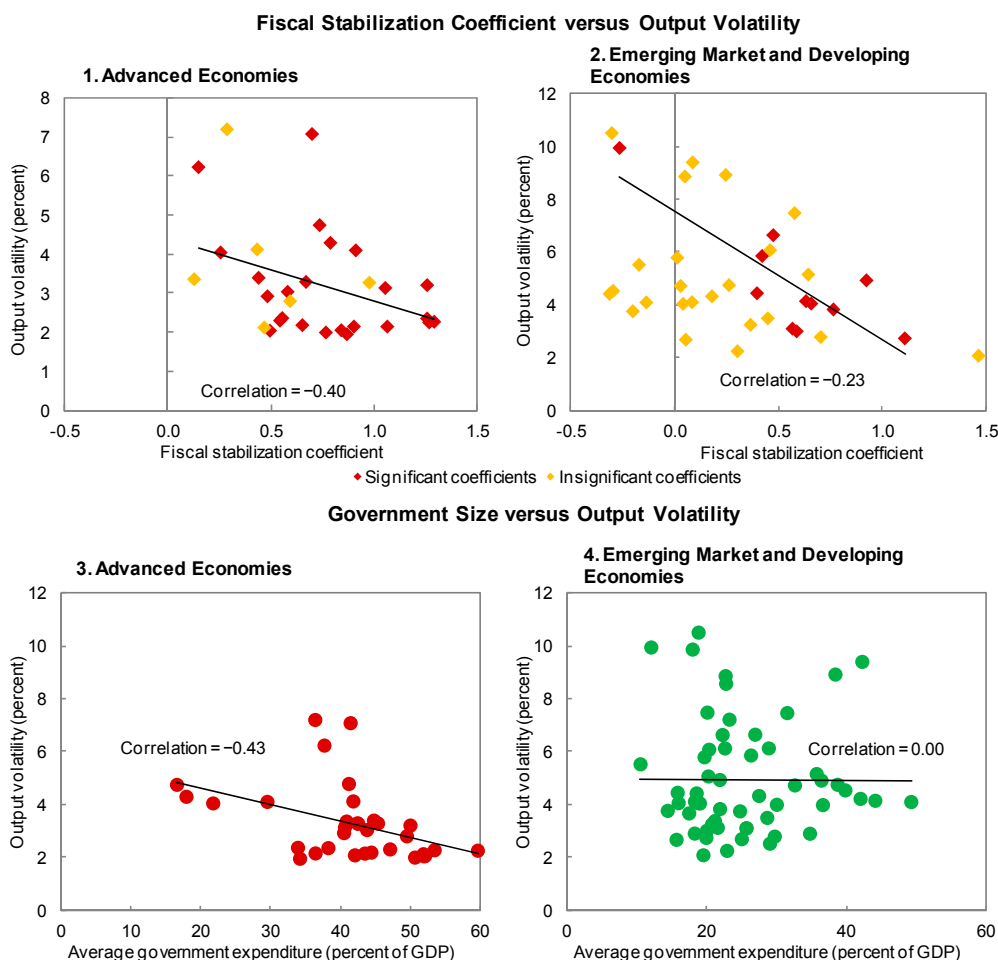 Fiscal Stabilization Coefficient versus Output Volatility
1. Advanced Economies
8
7
6
5
4
3
2
1
0
-0.5
0.0
0.5
1.0
1.5
Output volatility (percent)
Fiscal stabilization coefficient
Correlation = −0.40
2. Emerging Market and Developing
Economies
12
10
8
6
4
2
0
-0.5
0.0
0.5
1.0
1.5
Output volatility (percent)
Fiscal stabilization coefficient
Correlation = −0.23
Significant coefficients
Insignificant coefficients
Government Size versus Output Volatility
3. Advanced Economies
12
10
8
6
4
2
0
0
10
20
30
40
50
60
Output volatility (percent)
Average government expenditure (percent of GDP)
Correlation = −0.43
4. Emerging Market and Developing
Economies
12
10
8
6
4
2
0
0
20
40
60
Output volatility (percent)
Average government expenditure (percent of GDP)
Correlation = 0.00